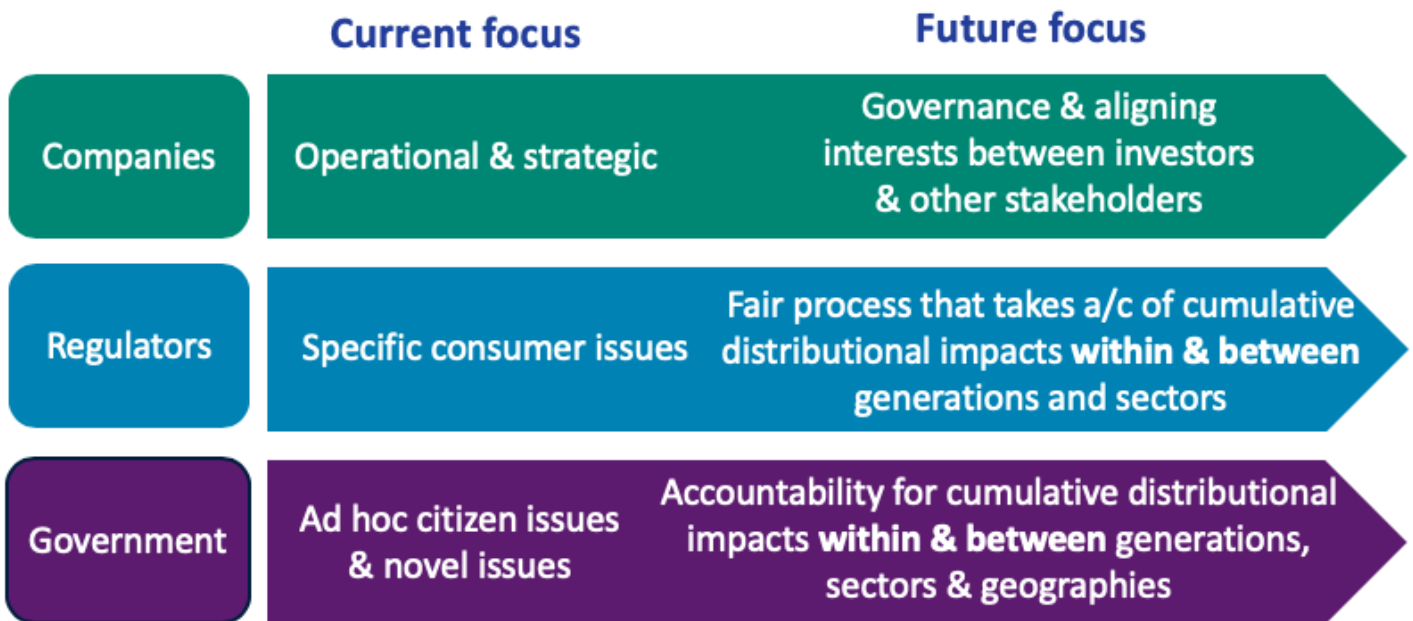 Current focus
Future focus
Companies
Operational & strategic
Governance & aligning
interests between investors
& other stakeholders
Regulators
Specific consumer issues
Fair process that takes a/c of cumulative
distributional impacts within & between
generations and sectors
Government
Ad hoc citizen issues
& novel issues
Accountability for cumulative distributional
impacts within & between generations,
sectors & geographies